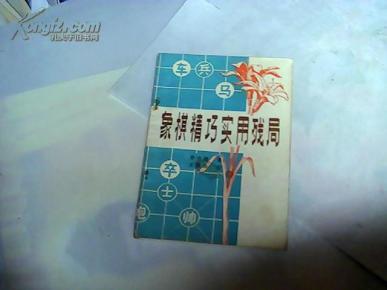 Kongfz.com
孔夫子旧书网
车 兵
马
象棋精巧实用残局
卒
士
炮 帅